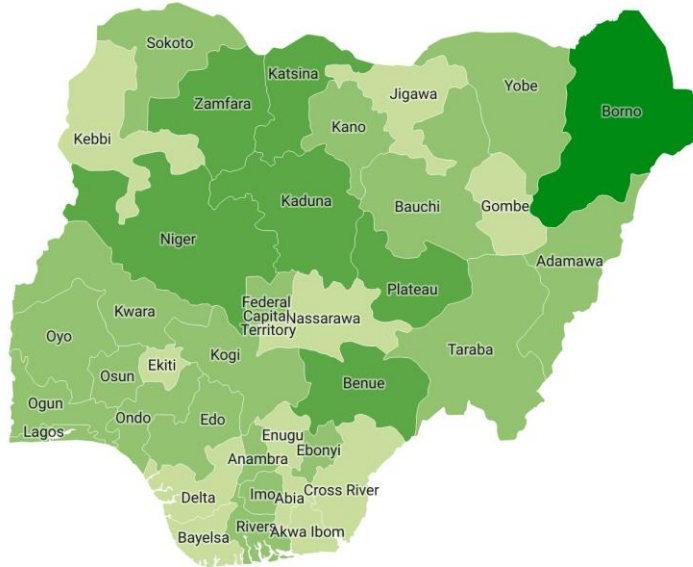 Sokoto
Katsina
Zamfara
Jigawa
Yobe
Borno
Kano
Kebbi
Kaduna
Bauchi
Gombe
Niger
Adamawa
Plateau
Federal
Capital
Territory
Nassarawa
Kwara
Oyo
Kogi
Taraba
Ekiti
Osun
Benue
Ogun
Ondo
Edo
Lagos
Enugu
Ebonyi
Anambra
Delta
Imo
Abia
Cross River
Rivers
Akwa Ibom
Bayelsa